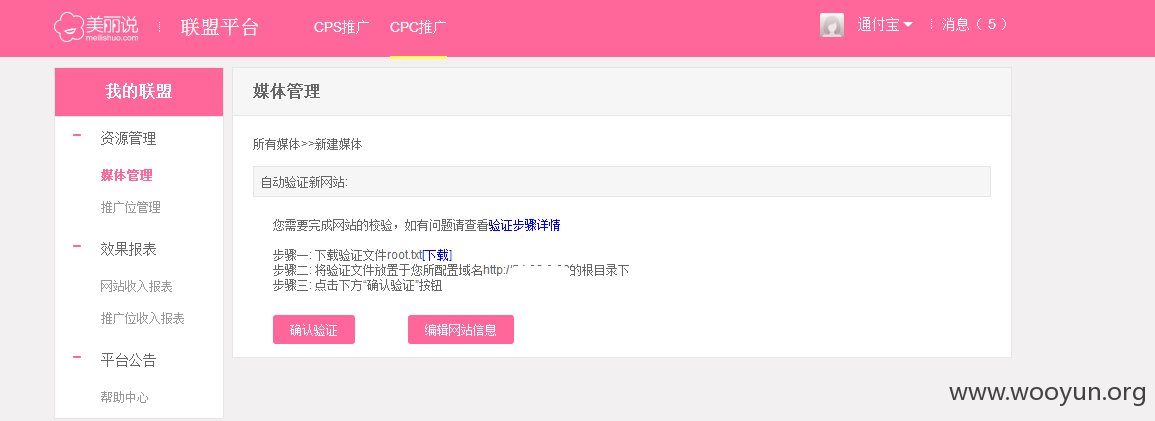 美丽说
meilishuo.com
联盟平台
CPS推广
CPC推广
通付宝
消息（ 5 ）
我的联盟
资源管理
媒体管理
推广位管理
效果报表
网站收入报表
推广位收入报表
平台公告
帮助中心
媒体管理
所有媒体>>新建媒体
自动验证新网站:
您需要完成网站的校验，如有问题请查看验证步骤详情
步骤一: 下载验证文件root.txt[下载]
步骤二: 将验证文件放置于您所配置域名http://的根目录下
步骤三: 点击下方“确认验证”按钮
确认验证
编辑网站信息
www.wooyun.org